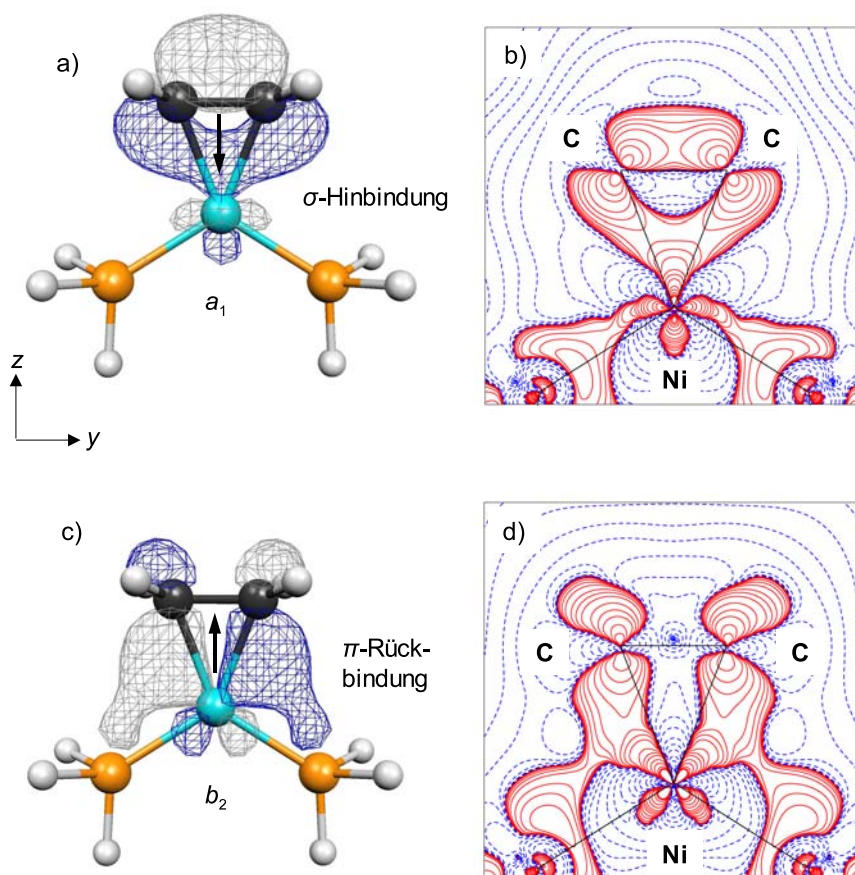 a)
σ-Hinbindung
a1
z
y
b)
C C
Ni
c)
π-Rück-
bindung
b2
d)
C C
Ni